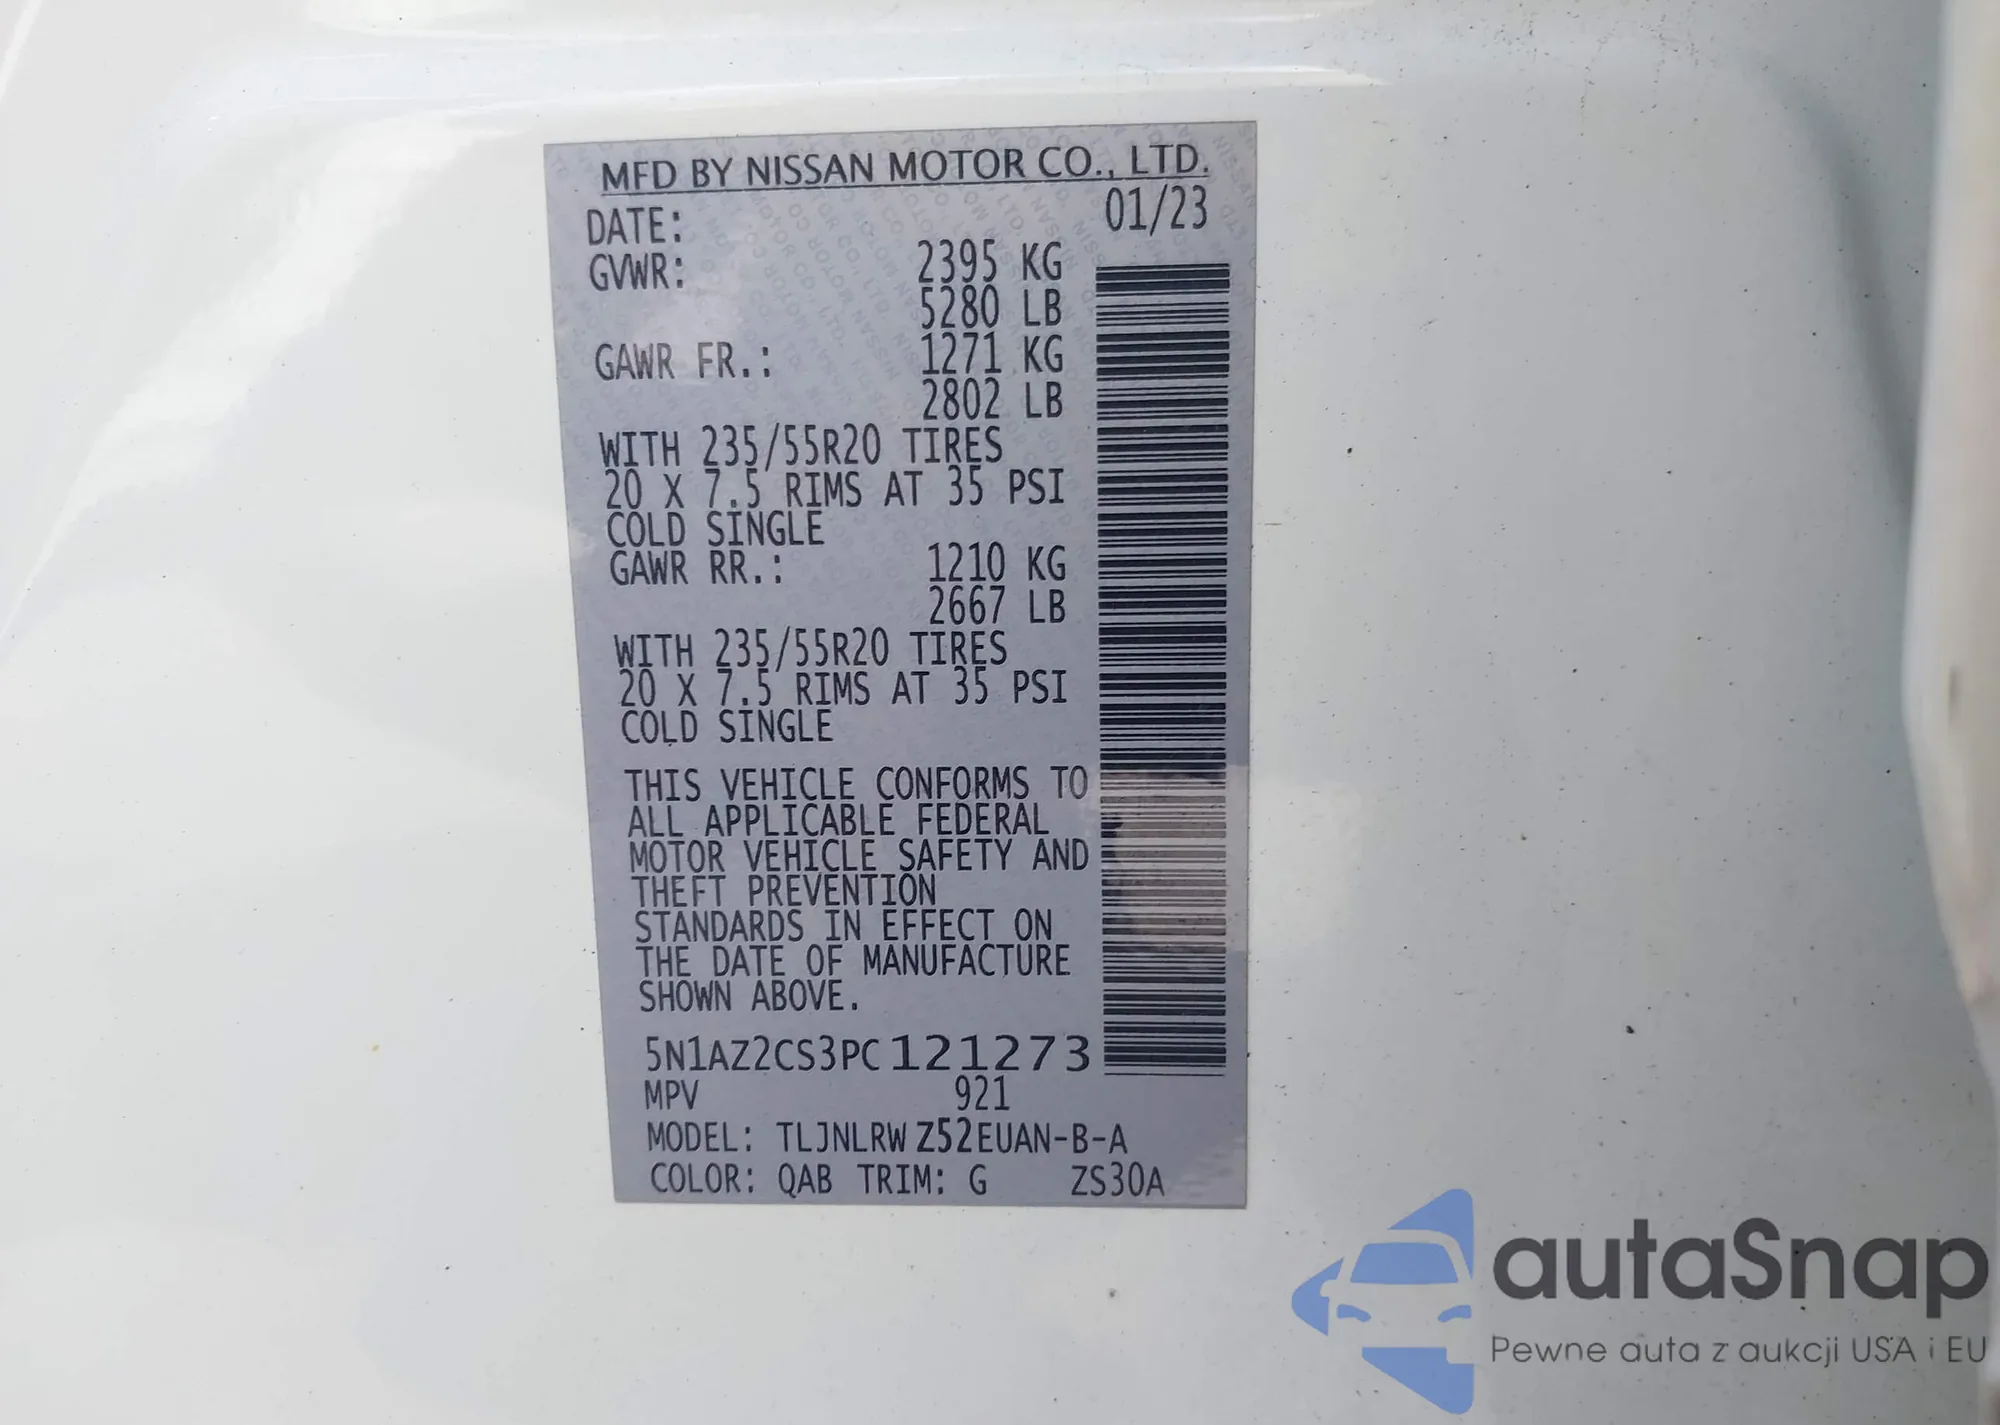 MFD BY NISSAN MOTOR CO., LTD.
DATE: 01/23
GVWR: 2395 KG
5280 LB
GAWR FR.: 1271 KG
2802 LB
WITH 235/55R20 TIRES
20 X 7.5 RIMS AT 35 PSI
COLD SINGLE
GAWR RR.: 1210 KG
2667 LB
WITH 235/55R20 TIRES
20 X 7.5 RIMS AT 35 PSI
COLD SINGLE
THIS VEHICLE CONFORMS TO
ALL APPLICABLE FEDERAL
MOTOR VEHICLE SAFETY AND
THEFT PREVENTION
STANDARDS IN EFFECT ON
THE DATE OF MANUFACTURE
SHOWN ABOVE.
5N1AZ2CS3PC121273
MPV 921
MODEL: TLJNLRWZ52EUAN-B-A
COLOR: QAB TRIM: G ZS30A
autaSnap
Pewne auta z aukcji USA i EU